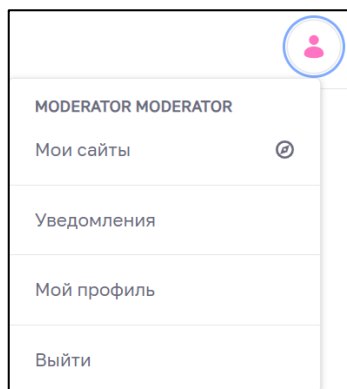 MODERATOR MODERATOR
Мои сайты
Уведомления
Мой профиль
Выйти